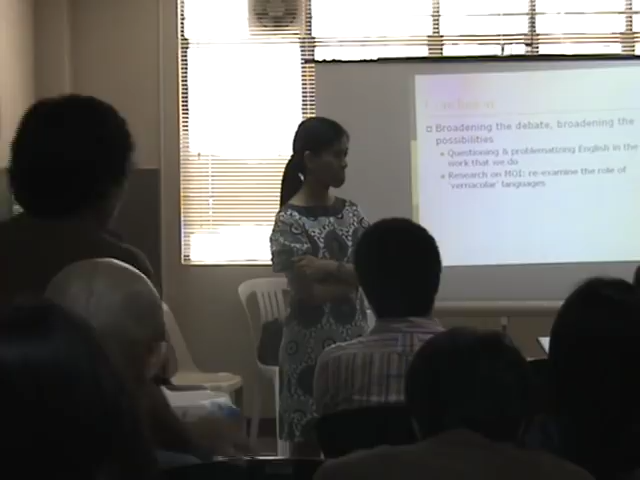 Broadening the debate, broadening the
possibilities
Questioning & problematizing English in the
work that we do
Research on MOI: re-examine the role of
'vernacular' languages